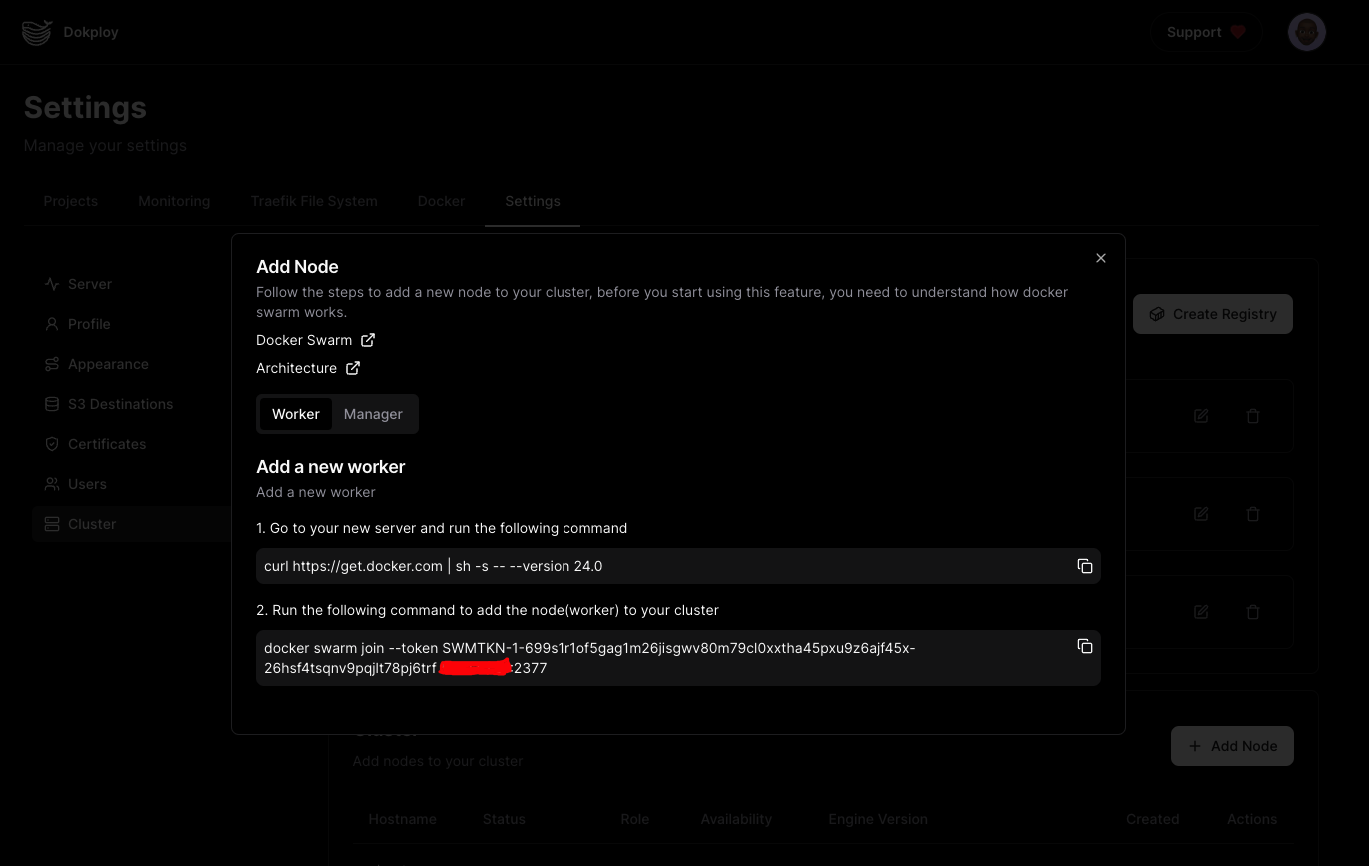 Dokploy
Support
Settings
Manage your settings
Projects Monitoring Traefik File System Docker Settings
Server
Profile
Appearance
S3 Destinations
Certificates
Users
Cluster
Create Registry
Add Node
Follow the steps to add a new node to your cluster, before you start using this feature, you need to understand how docker
swarm works.
Docker Swarm
Architecture
Worker Manager
Add a new worker
Add a new worker
1. Go to your new server and run the following command
curl https://get.docker.com | sh -s -- --version 24.0
2. Run the following command to add the node(worker) to your cluster
docker swarm join --token SWMTKN-1-699s1r1of5gag1m26jisgwv80m79cl0xxtha45pxu9z6ajf45x-
26hsf4tsqnv9pqjlt78pj6trf :2377
Add Node
Add nodes to your cluster
Hostname Status Role Availability Engine Version Created Actions